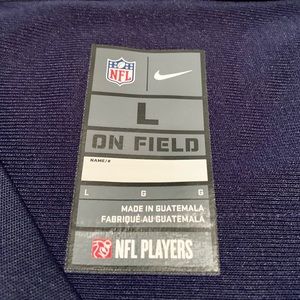 NFL
L
ON FIELD
NAME/#
L G G
MADE IN GUATEMALA
FABRIQUÉ AU GUATEMALA
NFL PLAYERS